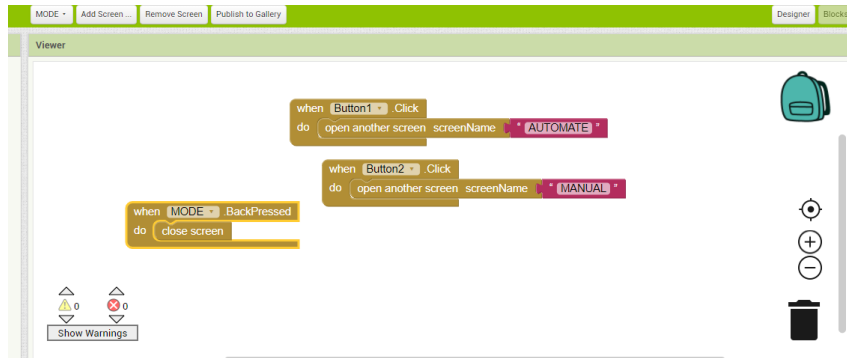 MODE Add Screen ... Remove Screen Publish to Gallery Designer Blocks
Viewer
when Button1 .Click
do open another screen screenName " AUTOMATE "
when Button2 .Click
do open another screen screenName " MANUAL "
when MODE .BackPressed
do close screen
0 0
Show Warnings